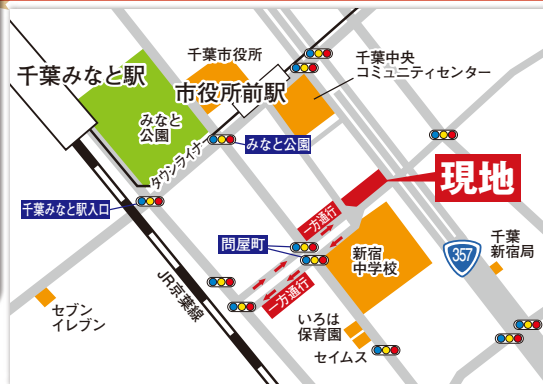 千葉みなと駅
千葉市役所
千葉中央
コミュニティセンター
市役所前駅
みなと
公園
みなと公園
タウンライナー
千葉みなと駅入口
現地
一方通行
問屋町
新宿
中学校
357
千葉
新宿局
一方通行
JR京葉線
セブン
イレブン
いろは
保育園
セイムス